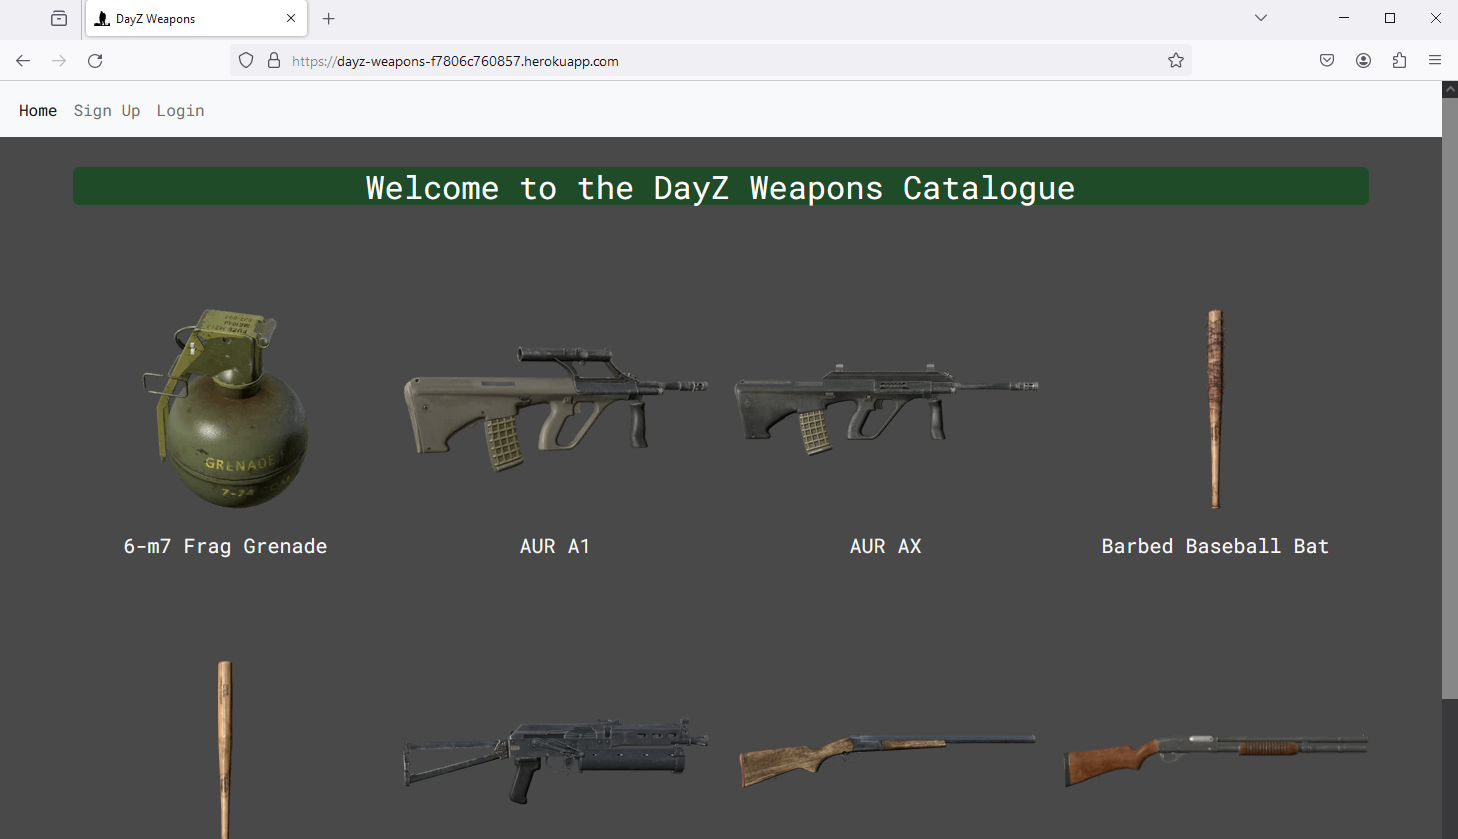 DayZ Weapons
https://dayz-weapons-f7806c760857.herokuapp.com
Home Sign Up Login
Welcome to the DayZ Weapons Catalogue
GRENADE
7-74
6-m7 Frag Grenade
AUR A1
AUR AX
Barbed Baseball Bat